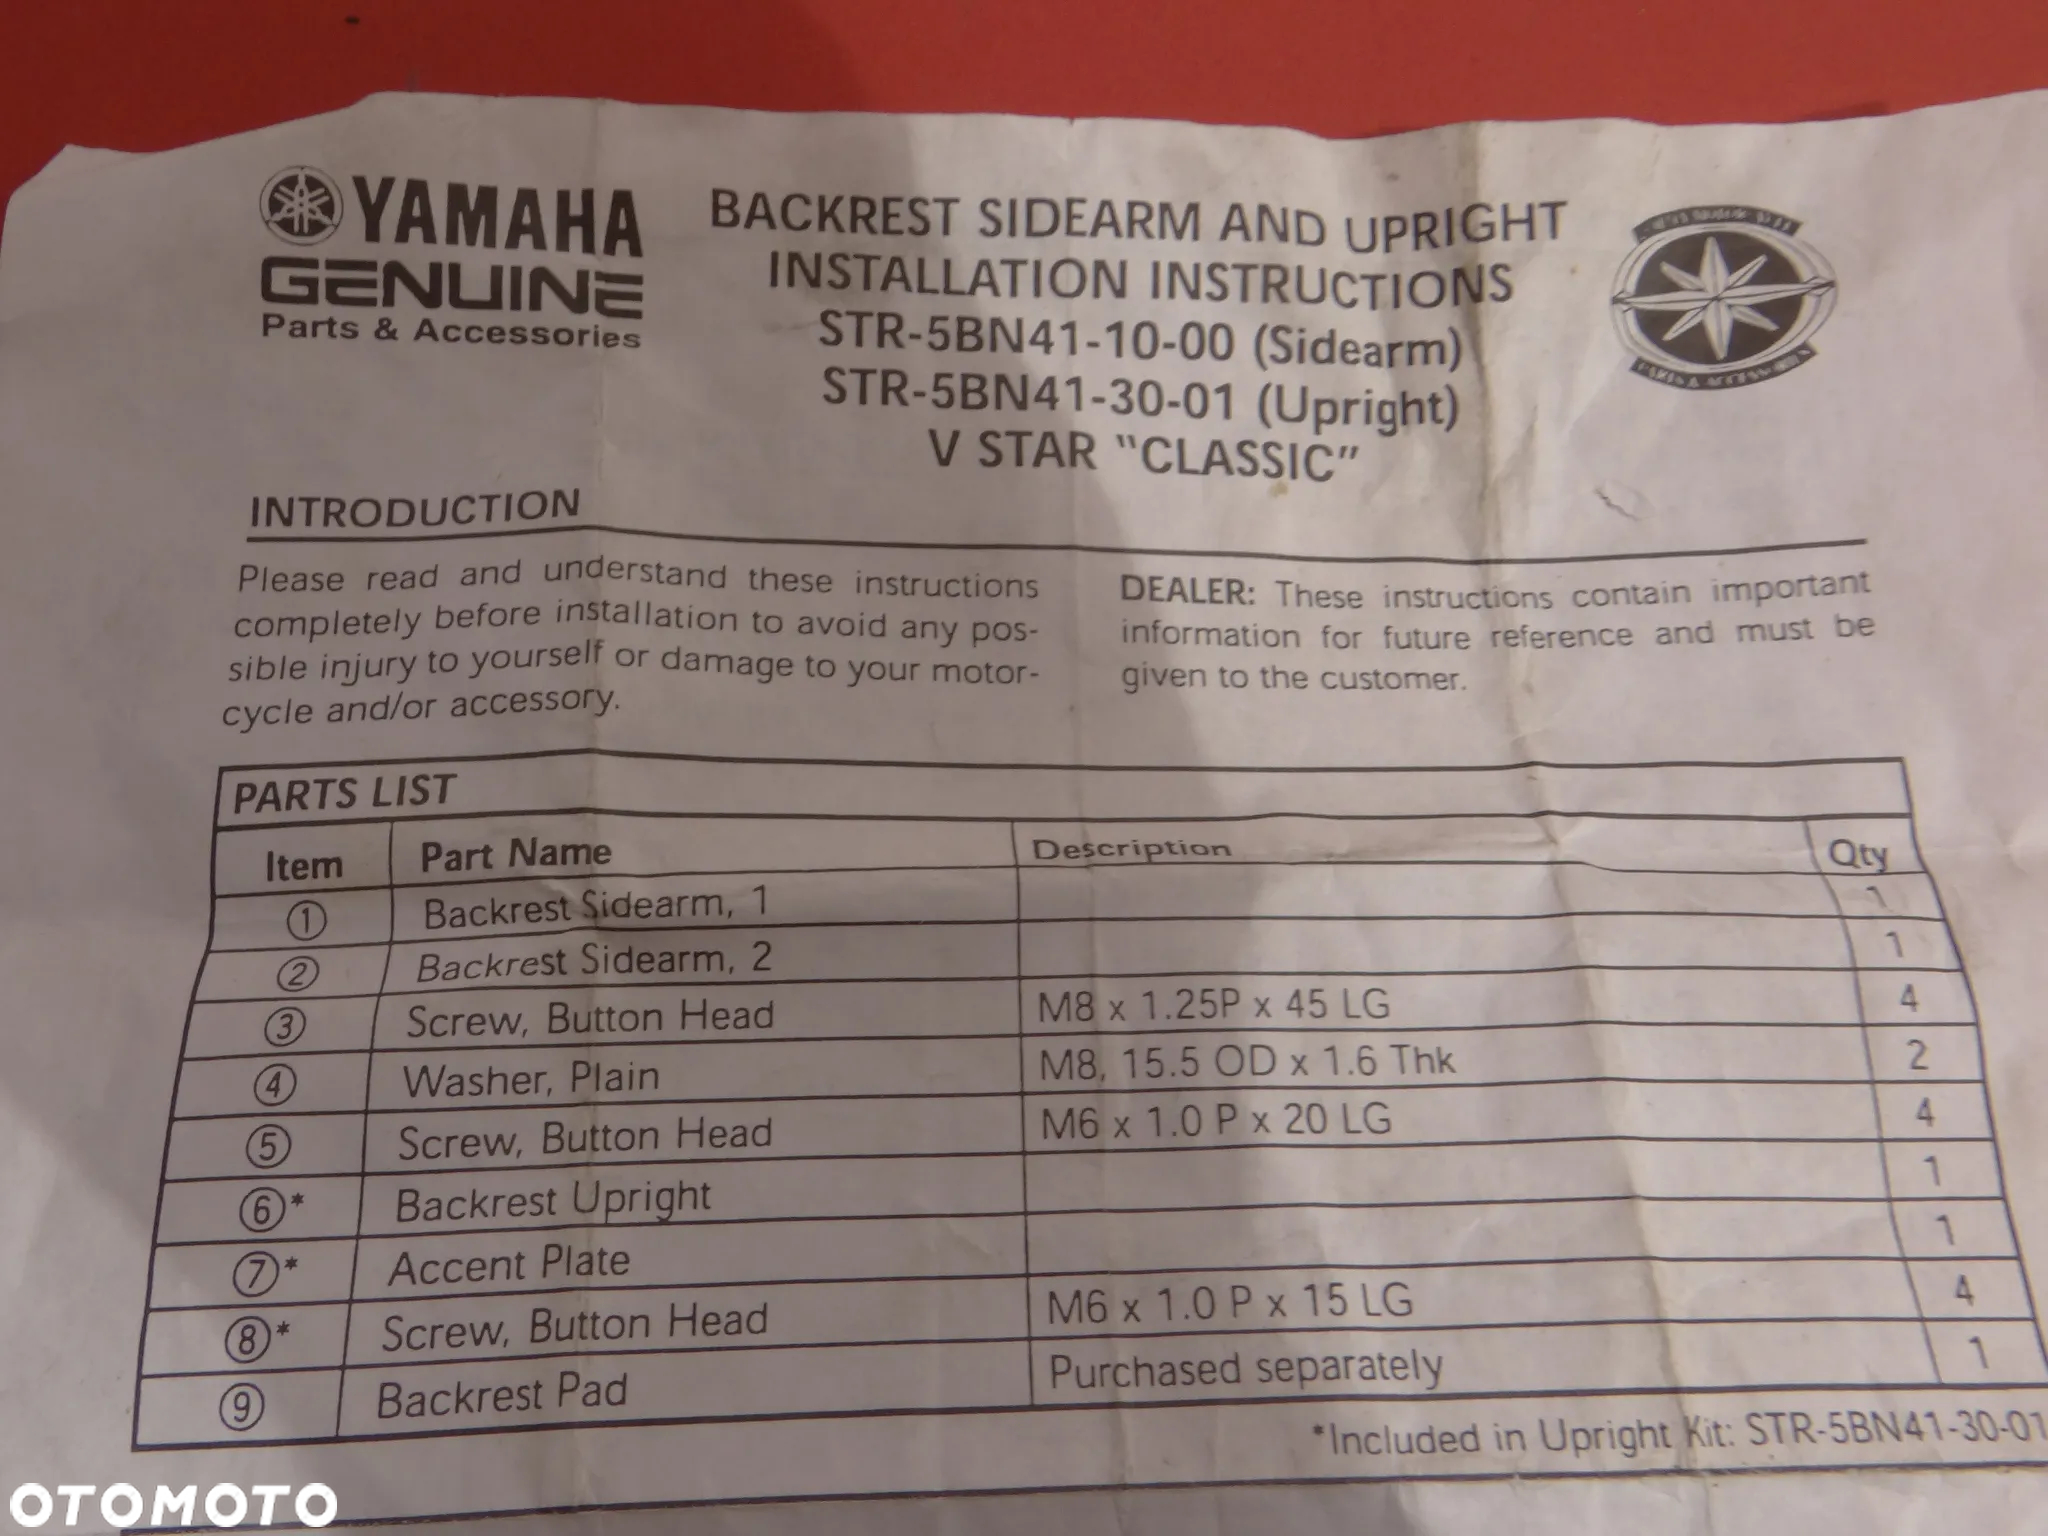 YAMAHA
GENUINE
Parts & Accessories
BACKREST SIDEARM AND UPRIGHT
INSTALLATION INSTRUCTIONS
STR-5BN41-10-00 (Sidearm)
STR-5BN41-30-01 (Upright)
V STAR "CLASSIC"
PARTS & ACCESSORIES
INTRODUCTION
Please read and understand these instructions
completely before installation to avoid any pos-
sible injury to yourself or damage to your motor-
cycle and/or accessory.
DEALER: These instructions contain important
information for future reference and must be
given to the customer.
PARTS LIST
Item Part Name Description Qty
① Backrest Sidearm, 1 1
② Backrest Sidearm, 2 1
③ Screw, Button Head M8 x 1.25P x 45 LG 4
④ Washer, Plain M8, 15.5 OD x 1.6 Thk 2
⑤ Screw, Button Head M6 x 1.0 P x 20 LG 4
⑥* Backrest Upright 1
⑦* Accent Plate 1
⑧* Screw, Button Head M6 x 1.0 P x 15 LG 4
⑨ Backrest Pad Purchased separately 1
*Included in Upright Kit: STR-5BN41-30-01
OTOMOTO